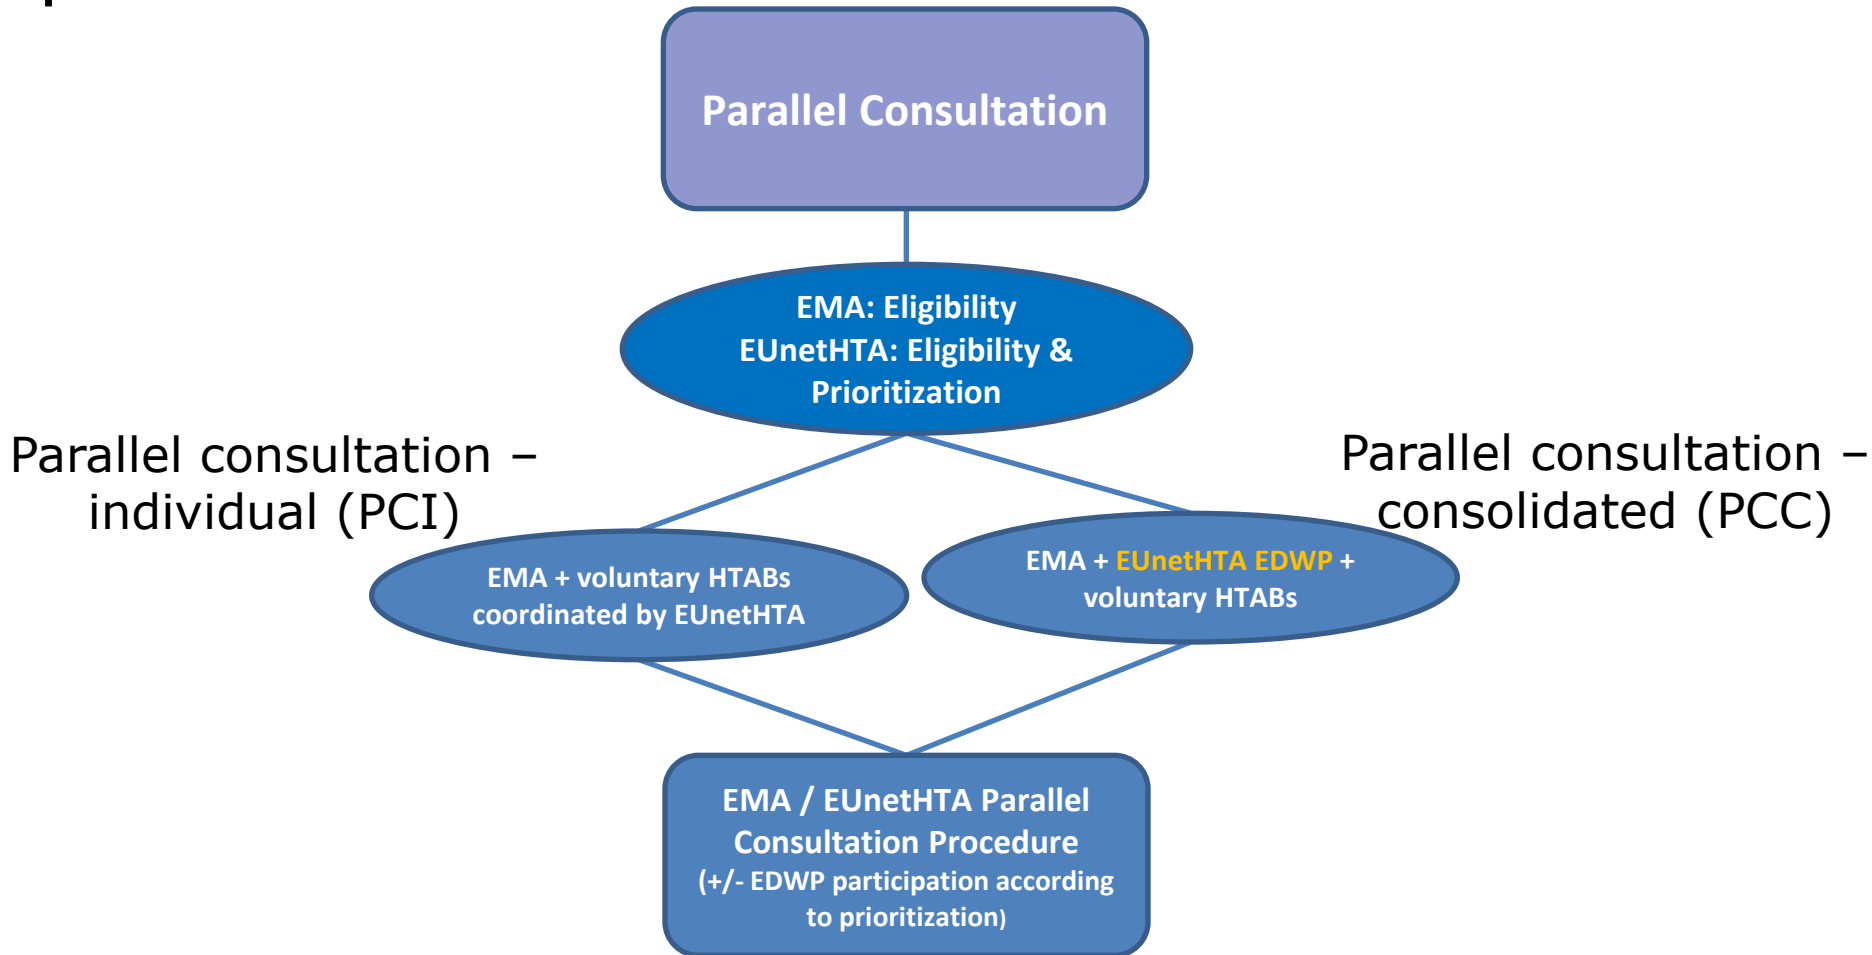 Parallel Consultation
EMA: Eligibility
EUnetHTA: Eligibility &
Prioritization
Parallel consultation –
individual (PCI)
Parallel consultation –
consolidated (PCC)
EMA + voluntary HTABs
coordinated by EUnetHTA
EMA + EUnetHTA EDWP +
voluntary HTABs
EMA / EUnetHTA Parallel
Consultation Procedure
(+/- EDWP participation according
to prioritization)